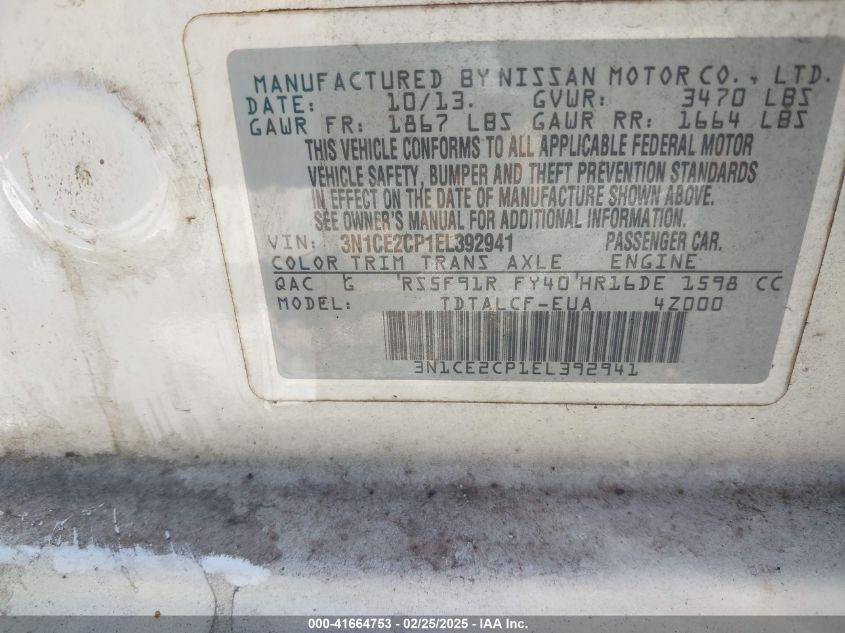 MANUFACTURED BY NISSAN MOTOR CO., LTD.
DATE: 10/13. GVWR: 3470 LBS
GAWR FR: 1867 LBS GAWR RR: 1664 LBS
THIS VEHICLE CONFORMS TO ALL APPLICABLE FEDERAL MOTOR
VEHICLE SAFETY, BUMPER AND THEFT PREVENTION STANDARDS
IN EFFECT ON THE DATE OF MANUFACTURE SHOWN ABOVE.
SEE OWNER'S MANUAL FOR ADDITIONAL INFORMATION.
VIN: 3N1CE2CP1EL392941 PASSENGER CAR.
COLOR TRIM TRANS AXLE ENGINE
QAC G RS5F91R FY40 HR16DE 1598 CC
MODEL: TDTALCF-EUA 4Z000
3N1CE2CP1EL392941
000-41664753 - 02/25/2025 - IAA Inc.